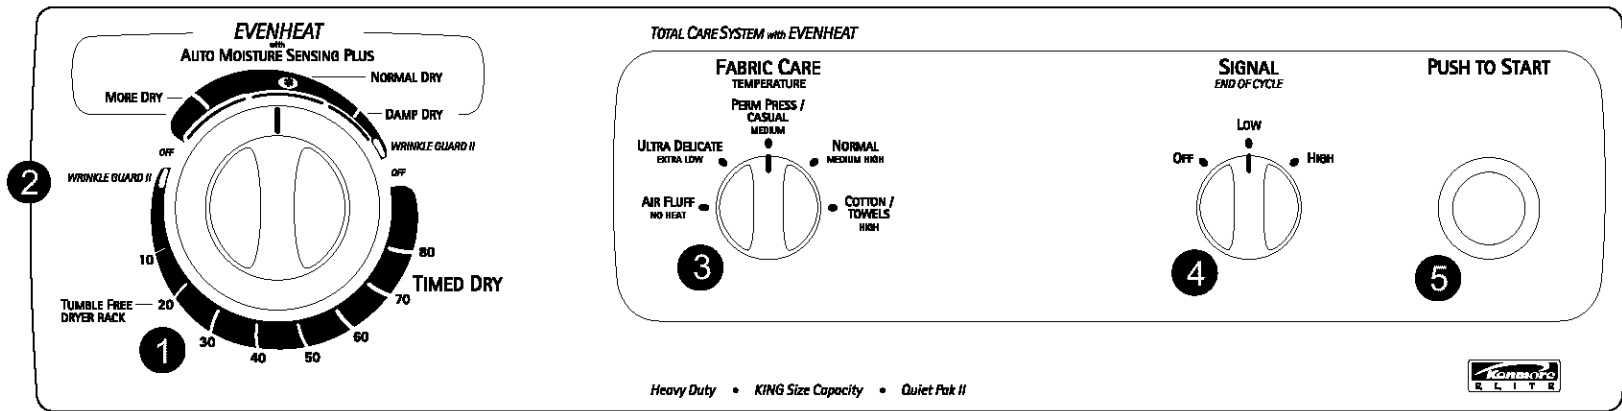 EVENHEAT
with
AUTO MOISTURE SENSING PLUS
NORMAL DRY
MORE DRY
DAMP DRY
OFF
WRINKLE GUARD II
2
WRINKLE GUARD II
OFF
10
80
TIMED DRY
70
TUMBLE FREE
DRYER RACK
20
1
30
40
50
60
TOTAL CARE SYSTEM with EVENHEAT
FABRIC CARE
TEMPERATURE
PERM PRESS /
CASUAL
MEDIUM
ULTRA DELICATE
EXTRA LOW
NORMAL
MEDIUM HIGH
AIR FLUFF
NO HEAT
COTTON /
TOWELS
HIGH
3
SIGNAL
END OF CYCLE
LOW
OFF
HIGH
4
PUSH TO START
5
Heavy Duty • KING Size Capacity • Quiet Pak II
Kenmore
ELITE